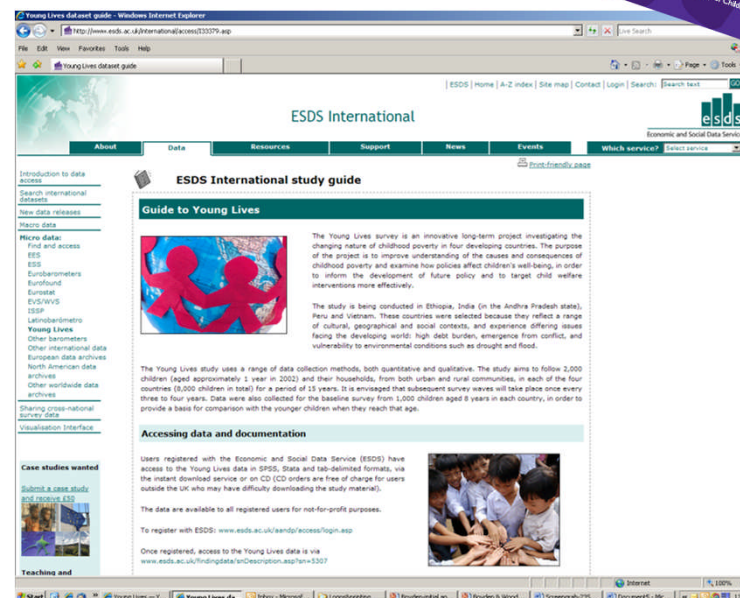 Young Lives dataset guide - Windows Internet Explorer
http://www.esds.ac.uk/international/access/I33379.asp
Live Search
File Edit View Favorites Tools Help
Young Lives dataset guide
Page Tools
ESDS | Home | A-Z index | Site map | Contact | Login | Search: Search text GO
ESDS International
esds
Economic and Social Data Service
About Data Resources Support News Events Which service? Select service
Print-friendly page
Introduction to data
access
Search international
datasets
New data releases
Macro data
Micro data:
Find and access
EES
ESS
Eurobarometers
Eurofound
Eurostat
EVS/WVS
ISSP
Latinobarómetro
Young Lives
Other barometers
Other international data
European data archives
North American data
archives
Other worldwide data
archives
Sharing cross-national
survey data
Visualisation Interface
Case studies wanted
Submit a case study
and receive £50
Teaching and
ESDS International study guide
Guide to Young Lives
The Young Lives survey is an innovative long-term project investigating the
changing nature of childhood poverty in four developing countries. The purpose
of the project is to improve understanding of the causes and consequences of
childhood poverty and examine how policies affect children's well-being, in order
to inform the development of future policy and to target child welfare
interventions more effectively.
The study is being conducted in Ethiopia, India (in the Andhra Pradesh state),
Peru and Vietnam. These countries were selected because they reflect a range
of cultural, geographical and social contexts, and experience differing issues
facing the developing world: high debt burden, emergence from conflict, and
vulnerability to environmental conditions such as drought and flood.
The Young Lives study uses a range of data collection methods, both quantitative and qualitative. The study aims to follow 2,000
children (aged approximately 1 year in 2002) and their households, from both urban and rural communities, in each of the four
countries (8,000 children in total) for a period of 15 years. It is envisaged that subsequent survey waves will take place once every
three to four years. Data were also collected for the baseline survey from 1,000 children aged 8 years in each country, in order to
provide a basis for comparison with the younger children when they reach that age.
Accessing data and documentation
Users registered with the Economic and Social Data Service (ESDS) have
access to the Young Lives data in SPSS, Stata and tab-delimited formats, via
the instant download service or on CD (CD orders are free of charge for users
outside the UK who may have difficulty downloading the study material).
The data are available to all registered users for not-for-profit purposes.
To register with ESDS: www.esds.ac.uk/aandp/access/login.asp
Once registered, access to the Young Lives data is via
www.esds.ac.uk/findingdata/snDescription.asp?sn=5307
Internet 100%